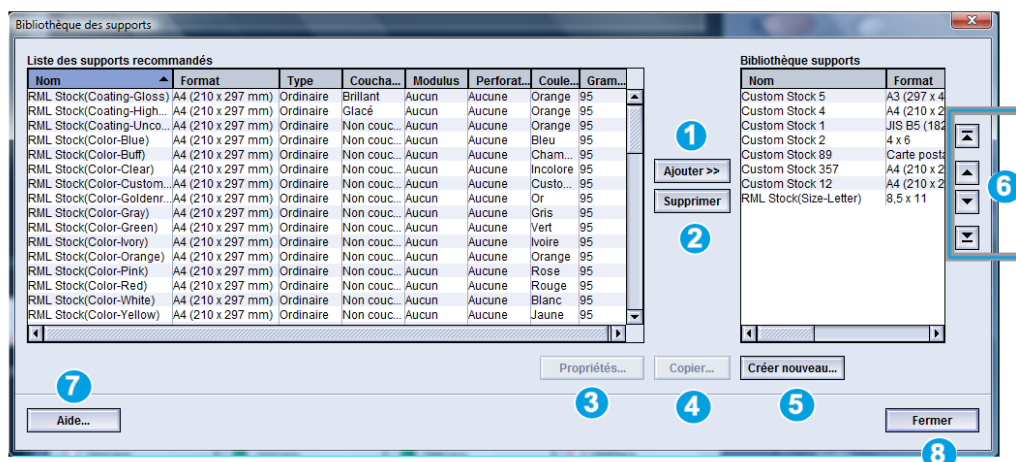 Bibliothèque des supports
Liste des supports recommandés
Nom Format Type Coucha... Modulus Perforat... Coule... Gram...
RML Stock(Coating-Gloss) A4 (210 x 297 mm) Ordinaire Brillant Aucun Aucune Orange 95
RML Stock(Coating-High... A4 (210 x 297 mm) Ordinaire Glacé Aucun Aucune Orange 95
RML Stock(Coating-Unco... A4 (210 x 297 mm) Ordinaire Non couc... Aucun Aucune Orange 95
RML Stock(Color-Blue) A4 (210 x 297 mm) Ordinaire Non couc... Aucun Aucune Bleu 95
RML Stock(Color-Buff) A4 (210 x 297 mm) Ordinaire Non couc... Aucun Aucune Cham... 95
RML Stock(Color-Clear) A4 (210 x 297 mm) Ordinaire Non couc... Aucun Aucune Incolore 95
RML Stock(Color-Custom... A4 (210 x 297 mm) Ordinaire Non couc... Aucun Aucune Custo... 95
RML Stock(Color-Goldenr... A4 (210 x 297 mm) Ordinaire Non couc... Aucun Aucune Or 95
RML Stock(Color-Gray) A4 (210 x 297 mm) Ordinaire Non couc... Aucun Aucune Gris 95
RML Stock(Color-Green) A4 (210 x 297 mm) Ordinaire Non couc... Aucun Aucune Vert 95
RML Stock(Color-Ivory) A4 (210 x 297 mm) Ordinaire Non couc... Aucun Aucune Ivoire 95
RML Stock(Color-Orange) A4 (210 x 297 mm) Ordinaire Non couc... Aucun Aucune Orange 95
RML Stock(Color-Pink) A4 (210 x 297 mm) Ordinaire Non couc... Aucun Aucune Rose 95
RML Stock(Color-Red) A4 (210 x 297 mm) Ordinaire Non couc... Aucun Aucune Rouge 95
RML Stock(Color-White) A4 (210 x 297 mm) Ordinaire Non couc... Aucun Aucune Blanc 95
RML Stock(Color-Yellow) A4 (210 x 297 mm) Ordinaire Non couc... Aucun Aucune Jaune 95
1
Ajouter >>
Supprimer
2
Bibliothèque supports
Nom Format
Custom Stock 5 A3 (297 x 4
Custom Stock 4 A4 (210 x 2
Custom Stock 1 JIS B5 (182
Custom Stock 2 4 x 6
Custom Stock 89 Carte posta
Custom Stock 357 A4 (210 x 2
Custom Stock 12 A4 (210 x 2
RML Stock(Size-Letter) 8,5 x 11
6
Propriétés... Copier... Créer nouveau...
7
3
4
5
Aide...
Fermer
8